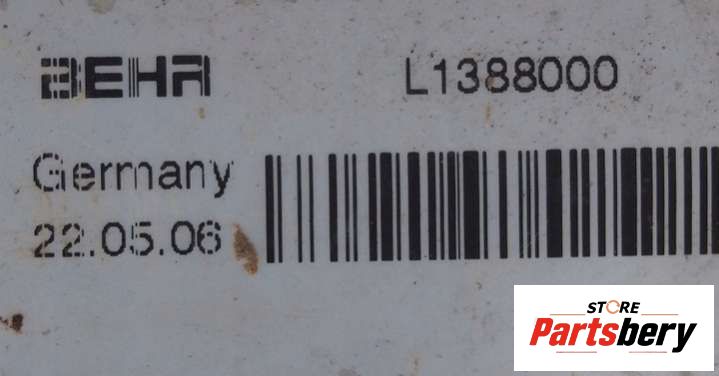 BEHR L1388000
Germany
22.05.06
STORE
Partsbery